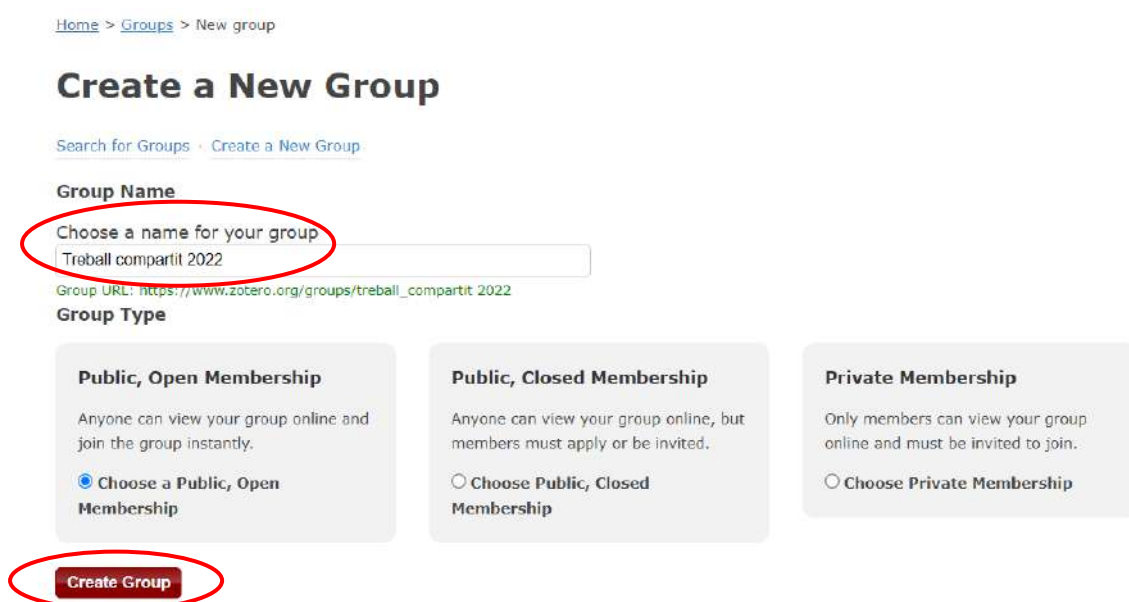 Home > Groups > New group
Create a New Group
Search for Groups · Create a New Group
Group Name
Choose a name for your group
Treball compartit 2022
Group URL: https://www.zotero.org/groups/treball_compartit 2022
Group Type
Public, Open Membership
Anyone can view your group online and
join the group instantly.
Choose a Public, Open
Membership
Public, Closed Membership
Anyone can view your group online, but
members must apply or be invited.
Choose Public, Closed
Membership
Private Membership
Only members can view your group
online and must be invited to join.
Choose Private Membership
Create Group